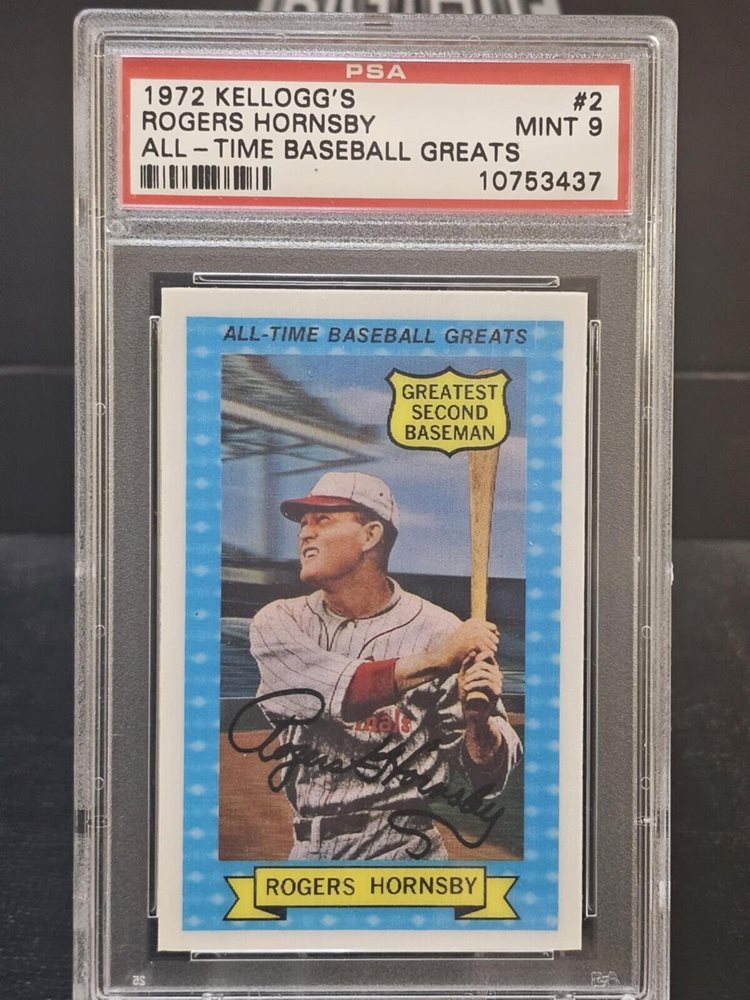 PSA
1972 KELLOGG'S #2
ROGERS HORNSBY MINT 9
ALL-TIME BASEBALL GREATS
10753437
ALL-TIME BASEBALL GREATS
GREATEST
SECOND
BASEMAN
nals
Rogers Hornsby
ROGERS HORNSBY